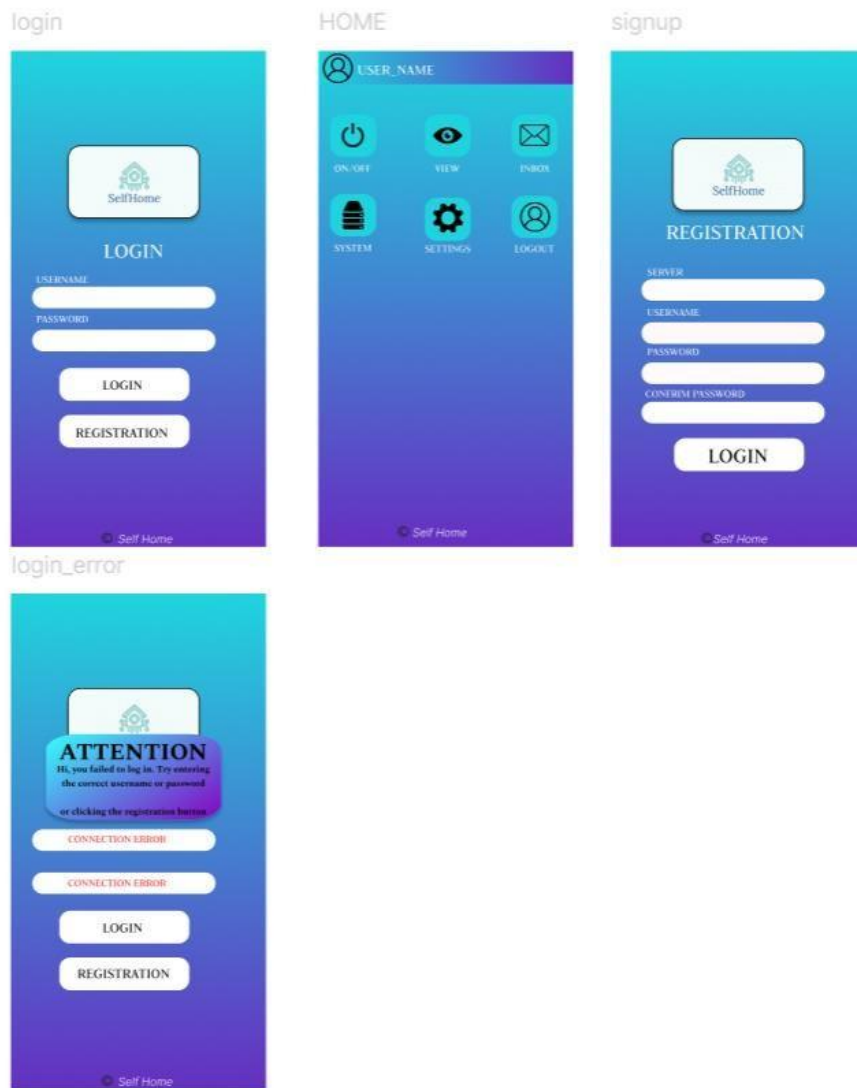 login
SelfHome
LOGIN
USERNAME
PASSWORD
LOGIN
REGISTRATION
© Self Home
HOME
USER_NAME
ON/OFF
VIEW
INBOX
SYSTEM
SETTINGS
LOGOUT
© Self Home
signup
SelfHome
REGISTRATION
SERVER
USERNAME
PASSWORD
CONFRIM PASSWORD
LOGIN
© Self Home
login_error
ATTENTION
Hi, you failed to log in. Try entering
the correct username or password
or clicking the registration button
CONNECTION ERROR
CONNECTION ERROR
LOGIN
REGISTRATION
© Self Home